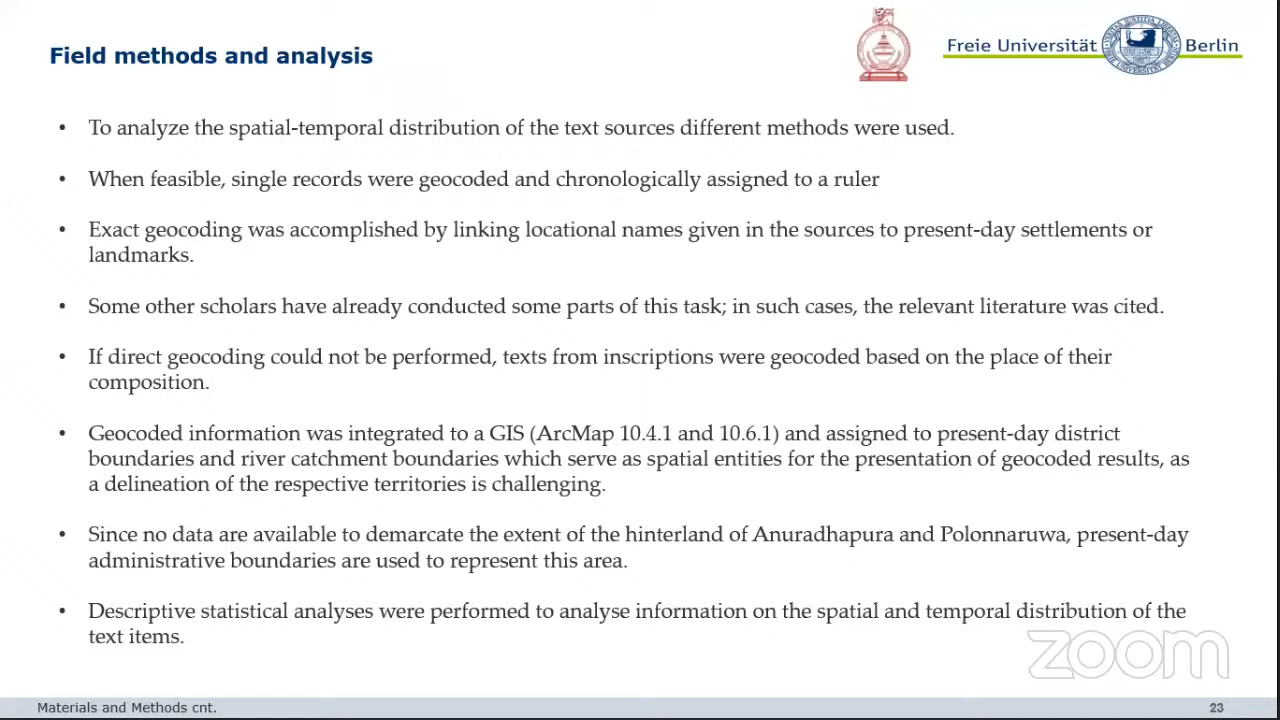 Field methods and analysis
Freie Universität Berlin
• To analyze the spatial-temporal distribution of the text sources different methods were used.
• When feasible, single records were geocoded and chronologically assigned to a ruler
• Exact geocoding was accomplished by linking locational names given in the sources to present-day settlements or
landmarks.
• Some other scholars have already conducted some parts of this task; in such cases, the relevant literature was cited.
• If direct geocoding could not be performed, texts from inscriptions were geocoded based on the place of their
composition.
• Geocoded information was integrated to a GIS (ArcMap 10.4.1 and 10.6.1) and assigned to present-day district
boundaries and river catchment boundaries which serve as spatial entities for the presentation of geocoded results, as
a delineation of the respective territories is challenging.
• Since no data are available to demarcate the extent of the hinterland of Anuradhapura and Polonnaruwa, present-day
administrative boundaries are used to represent this area.
• Descriptive statistical analyses were performed to analyse information on the spatial and temporal distribution of the
text items.
zoom
Materials and Methods cnt.
23